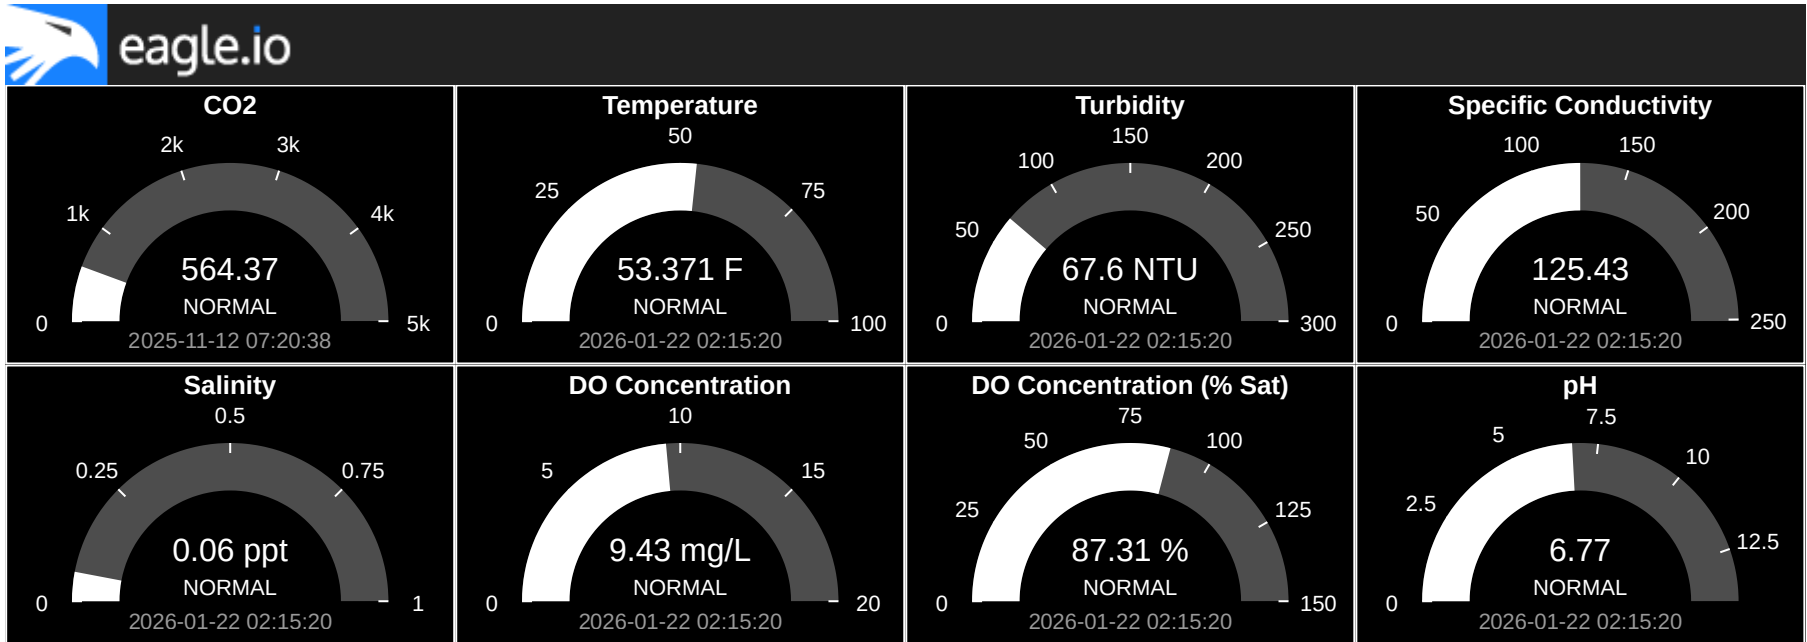 eagle.io
CO2
2k
3k
1k
4k
0
5k
564.37
NORMAL
2025-11-12 07:20:38
Temperature
50
25
75
0
100
53.371 F
NORMAL
2026-01-22 02:15:20
Turbidity
150
100
200
50
250
0
300
67.6 NTU
NORMAL
2026-01-22 02:15:20
Specific Conductivity
100
150
50
200
0
250
125.43
NORMAL
2026-01-22 02:15:20
Salinity
0.5
0.25
0.75
0
1
0.06 ppt
NORMAL
2026-01-22 02:15:20
DO Concentration
10
5
15
0
20
9.43 mg/L
NORMAL
2026-01-22 02:15:20
DO Concentration (% Sat)
75
50
100
25
125
0
150
87.31 %
NORMAL
2026-01-22 02:15:20
pH
7.5
5
10
2.5
12.5
0
6.77
NORMAL
2026-01-22 02:15:20